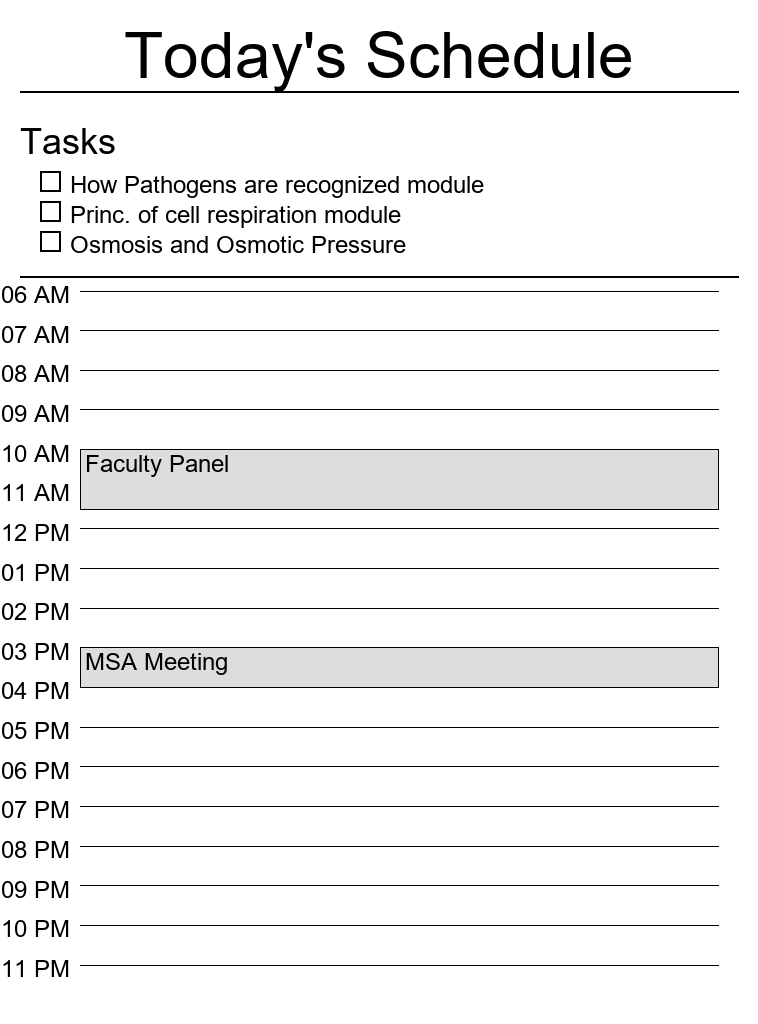 Today's Schedule
Tasks
How Pathogens are recognized module
Princ. of cell respiration module
Osmosis and Osmotic Pressure
06 AM
07 AM
08 AM
09 AM
10 AM
Faculty Panel
11 AM
12 PM
01 PM
02 PM
03 PM
MSA Meeting
04 PM
05 PM
06 PM
07 PM
08 PM
09 PM
10 PM
11 PM